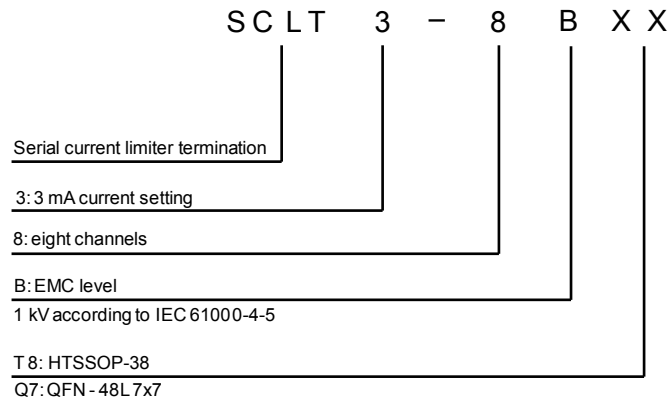 SCLT 3 – 8 B XX
Serial current limiter termination
3: 3 mA current setting
8: eight channels
B: EMC level
1 kV according to IEC 61000-4-5
T8: HTSSOP-38
Q7: QFN - 48L 7x7